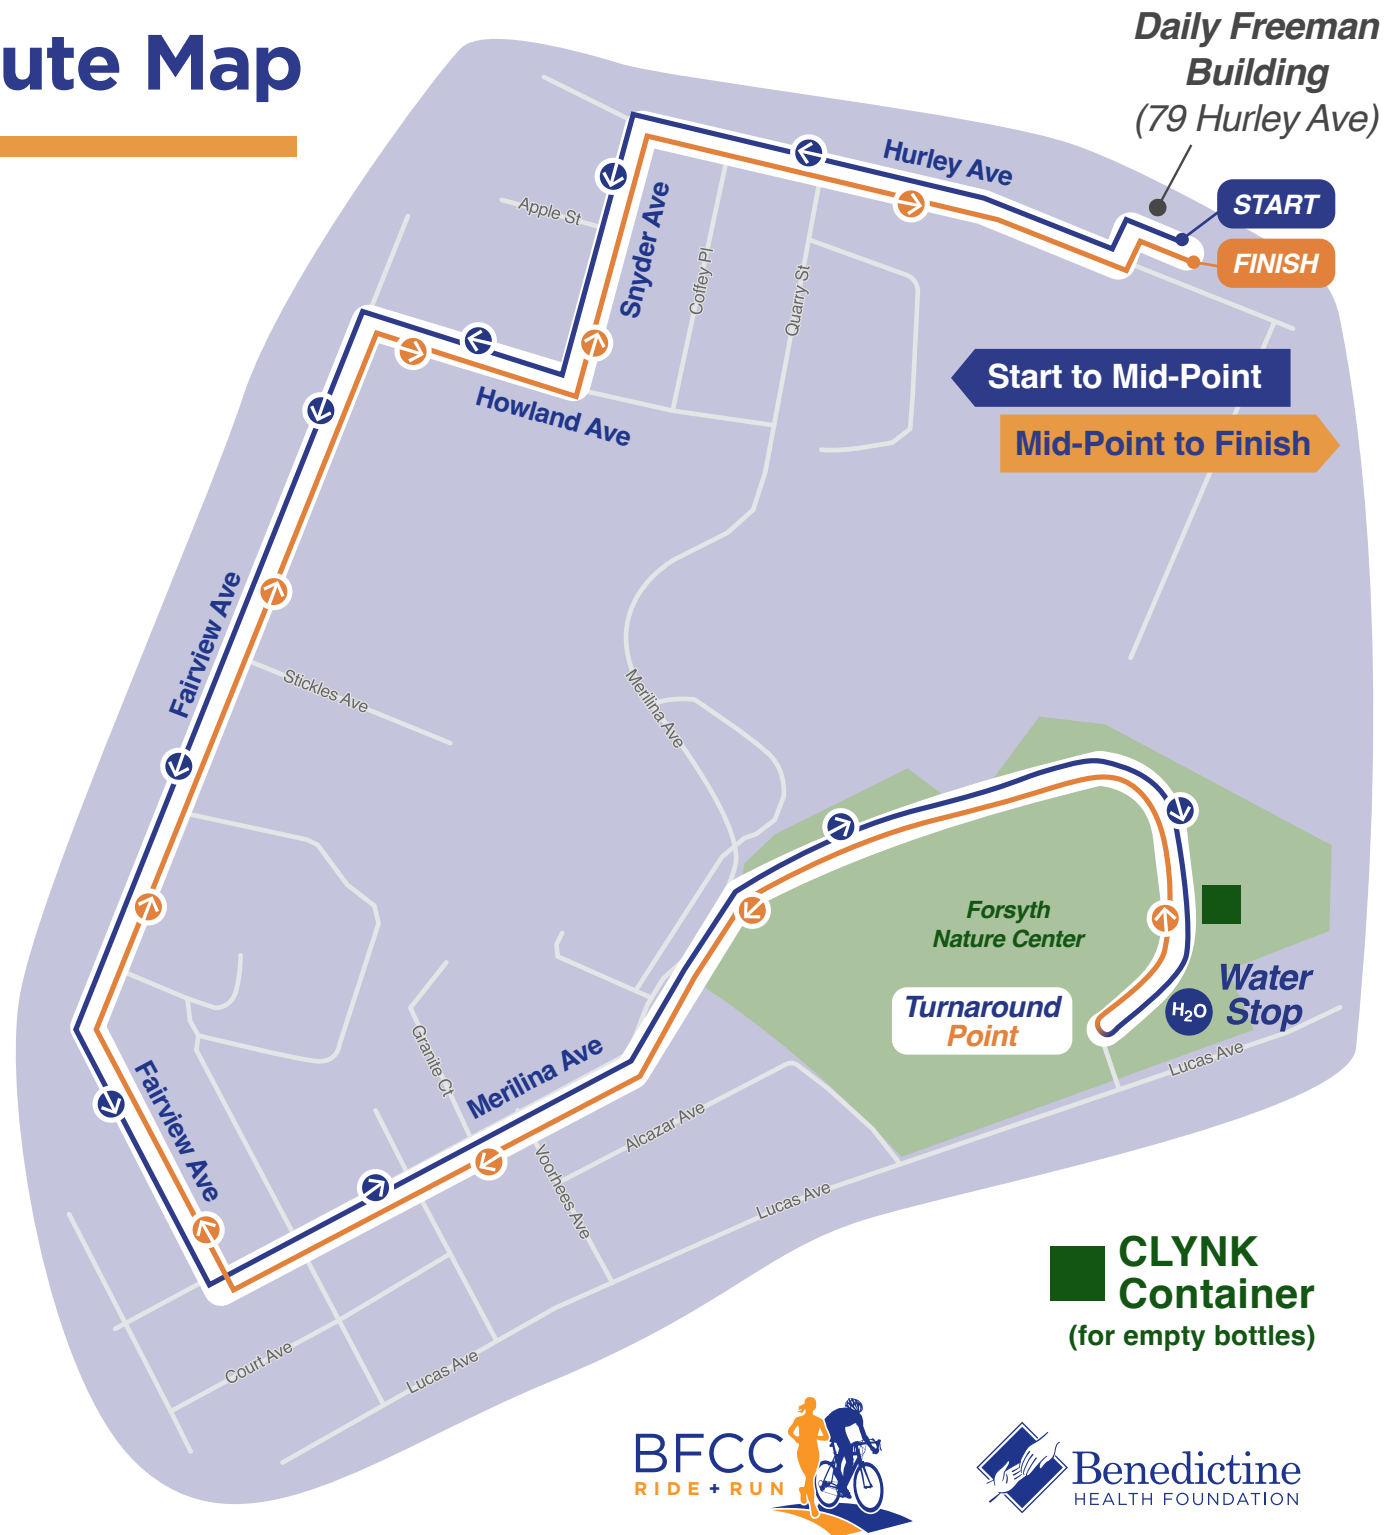 ute Map
Daily Freeman
Building
(79 Hurley Ave)
START
FINISH
Hurley Ave
Apple St
Snyder Ave
Coffey Pl
Quarry St
Start to Mid-Point
Mid-Point to Finish
Howland Ave
Fairview Ave
Stickles Ave
Merilina Ave
Forsyth
Nature Center
Water
Stop
H2O
Turnaround
Point
Lucas Ave
Granite Ct
Merilina Ave
Fairview Ave
Alcazar Ave
Voorhees Ave
Lucas Ave
Court Ave
Lucas Ave
CLYNK
Container
(for empty bottles)
BFCC
RIDE + RUN
Benedictine
HEALTH FOUNDATION